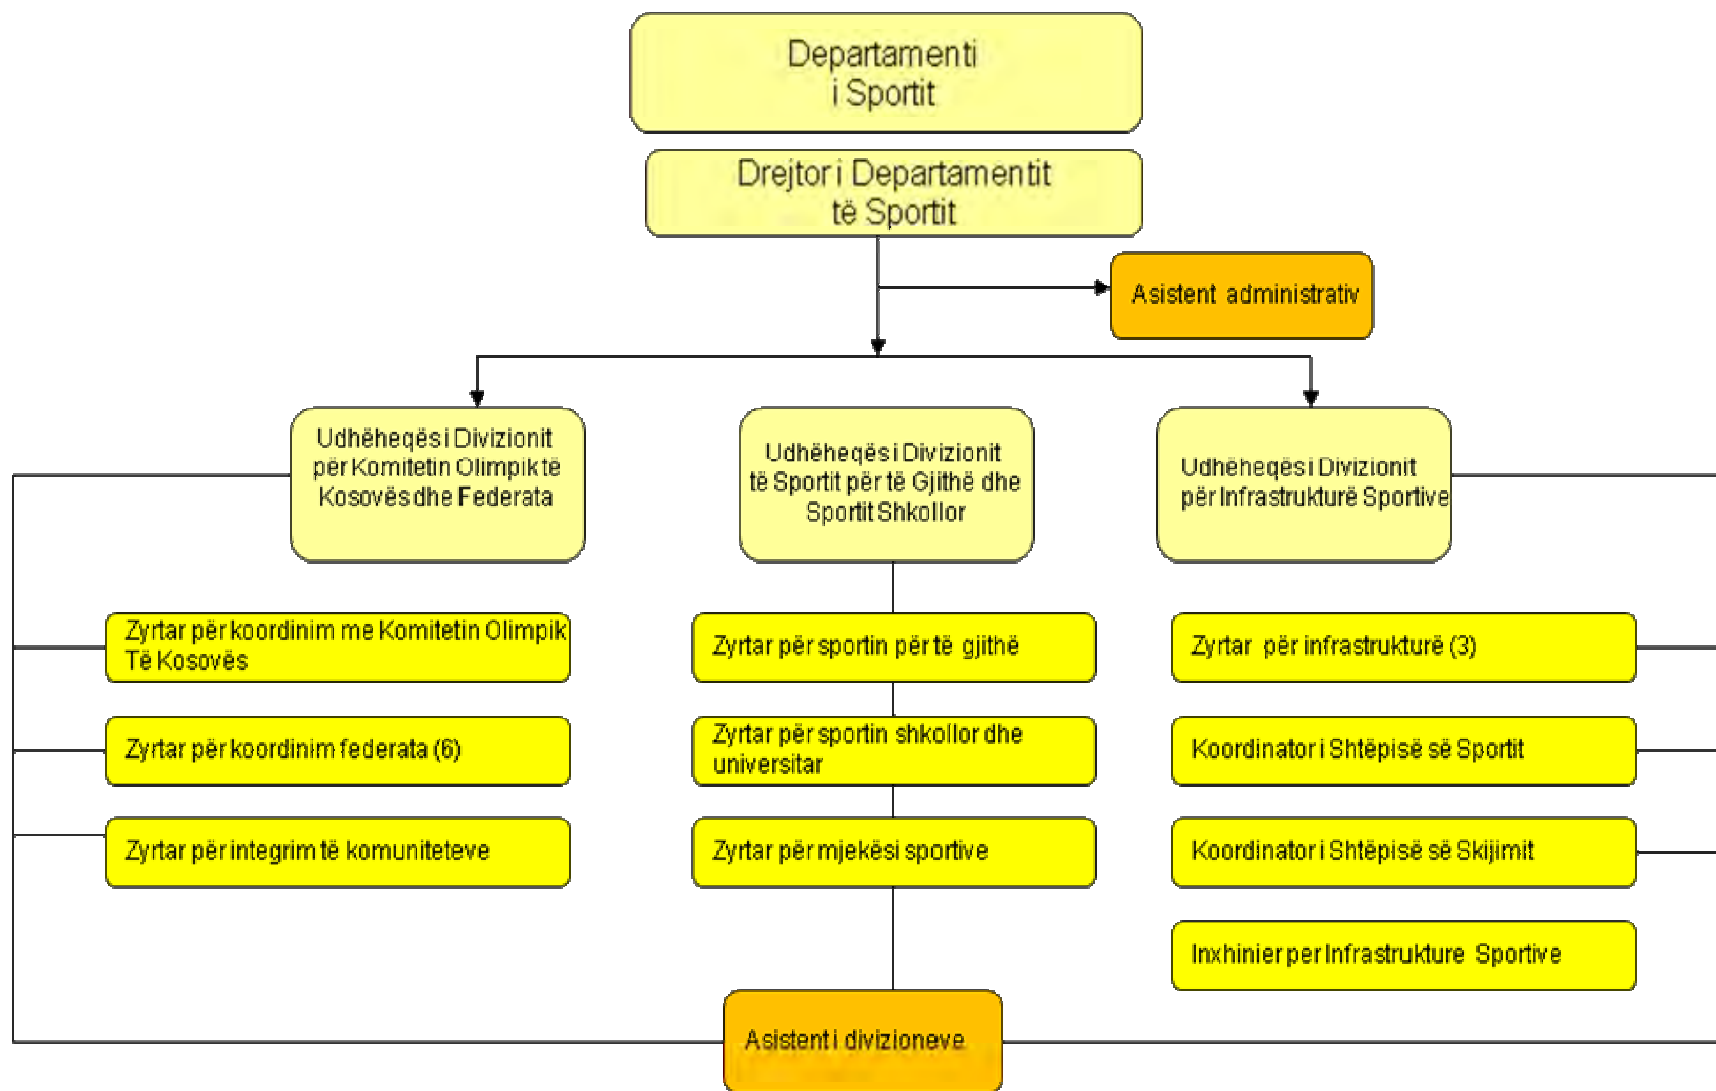 Departamenti
i Sportit
Drejtor i Departamentit
të Sportit
Asistent administrativ
Udhëheqës i Divizionit
për Komitetin Olimpik të
Kosovës dhe Federata
Udhëheqës i Divizionit
të Sportit për të Gjithë dhe
Sportit Shkollor
Udhëheqës i Divizionit
për Infrastrukturë Sportive
Zyrtar për koordinim me Komitetin Olimpik
Të Kosovës
Zyrtar për koordinim federata (6)
Zyrtar për integrim të komuniteteve
Zyrtar për sportin për të gjithë
Zyrtar për sportin shkollor dhe
universitar
Zyrtar për mjekësi sportive
Zyrtar për infrastrukturë (3)
Koordinator i Shtëpisë së Sportit
Koordinator i Shtëpisë së Skijimit
Inxhinier per Infrastrukture Sportive
Asistent i divizioneve